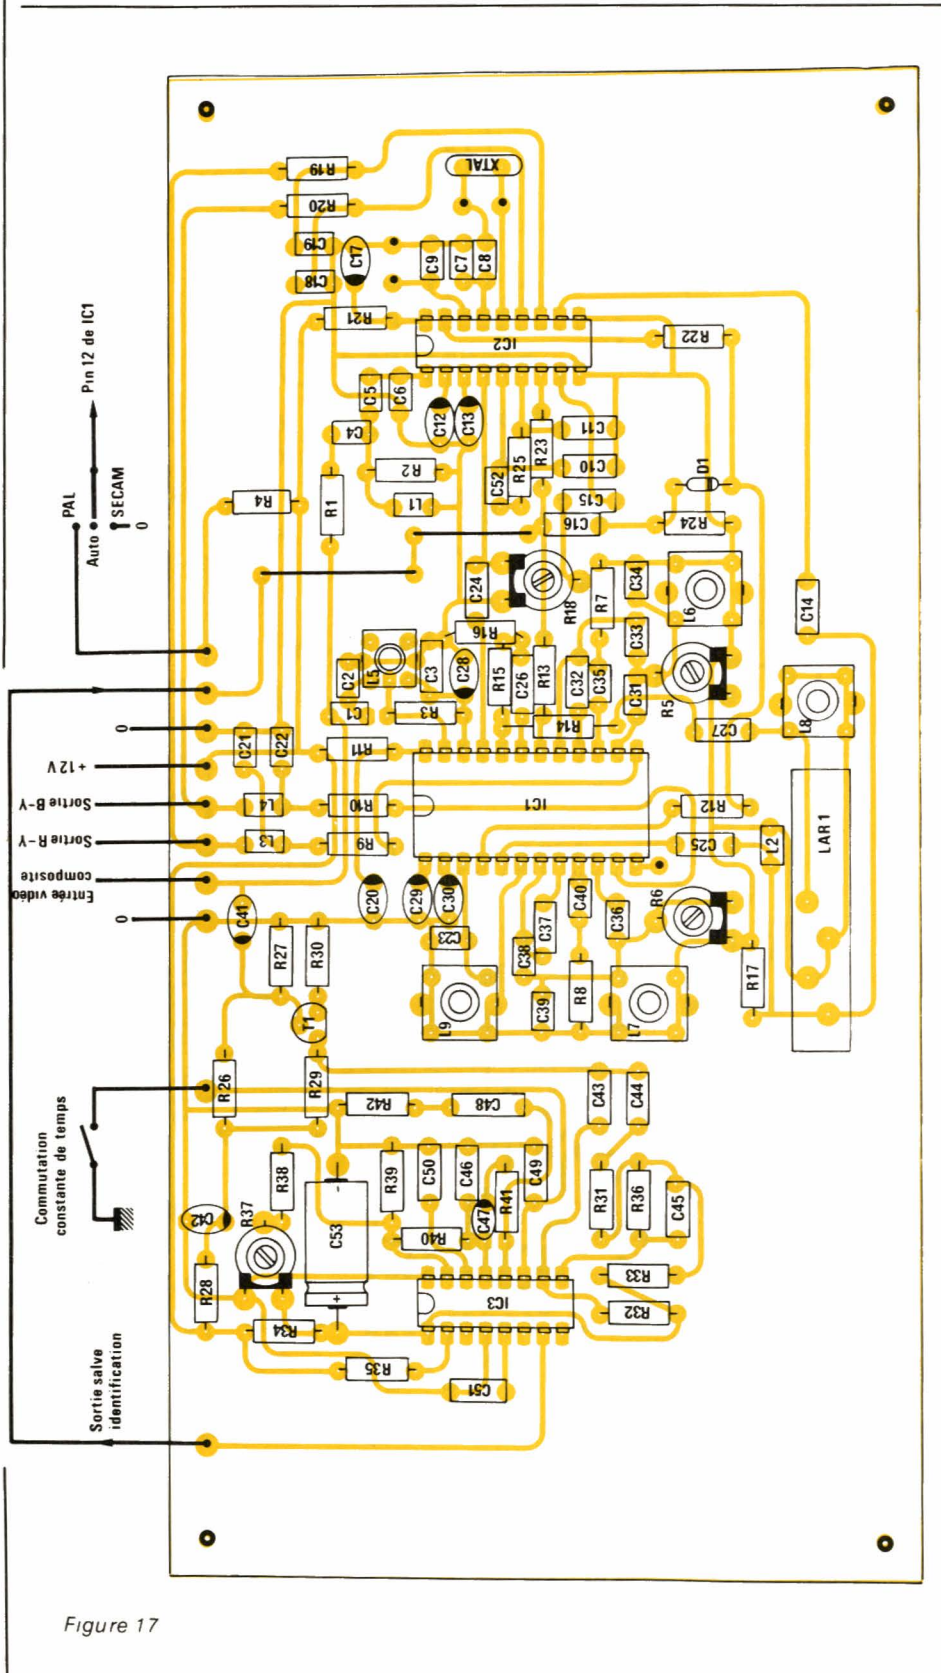 PAL
Auto
SECAM
0
Pin 12 de IC1
0
+ 12 V
Sortie B-Y
Sortie R-Y
Entrée vidéo
composite
0
Commutation
constante de temps
Sortie salve
identification
R19
R20
C19
C18
C17
XTAL
C9
C7
C8
R21
IC2
R22
C5
C6
C4
C12
C13
R1
R2
R4
L1
C52
R25
R23
C11
C10
C15
C16
R24
D1
C24
R18
R7
C34
L6
C14
L5
C2
C1
C3
R16
C28
R15
C26
R13
C32
C35
C33
C31
R5
R3
R14
C27
L8
C21
C22
R11
L4
R10
L3
R9
IC1
R12
C25
L2
LAR 1
C41
C20
C29
C30
C23
R27
R30
T1
L9
C38
C37
C40
C36
R6
C39
R8
L7
R17
R26
R29
R42
C48
C43
C44
R38
R39
C50
C46
C49
R41
C47
R40
R31
R36
C45
C42
R37
C53
-
+
R28
R34
R35
C51
IC3
R33
R32
Figure 17